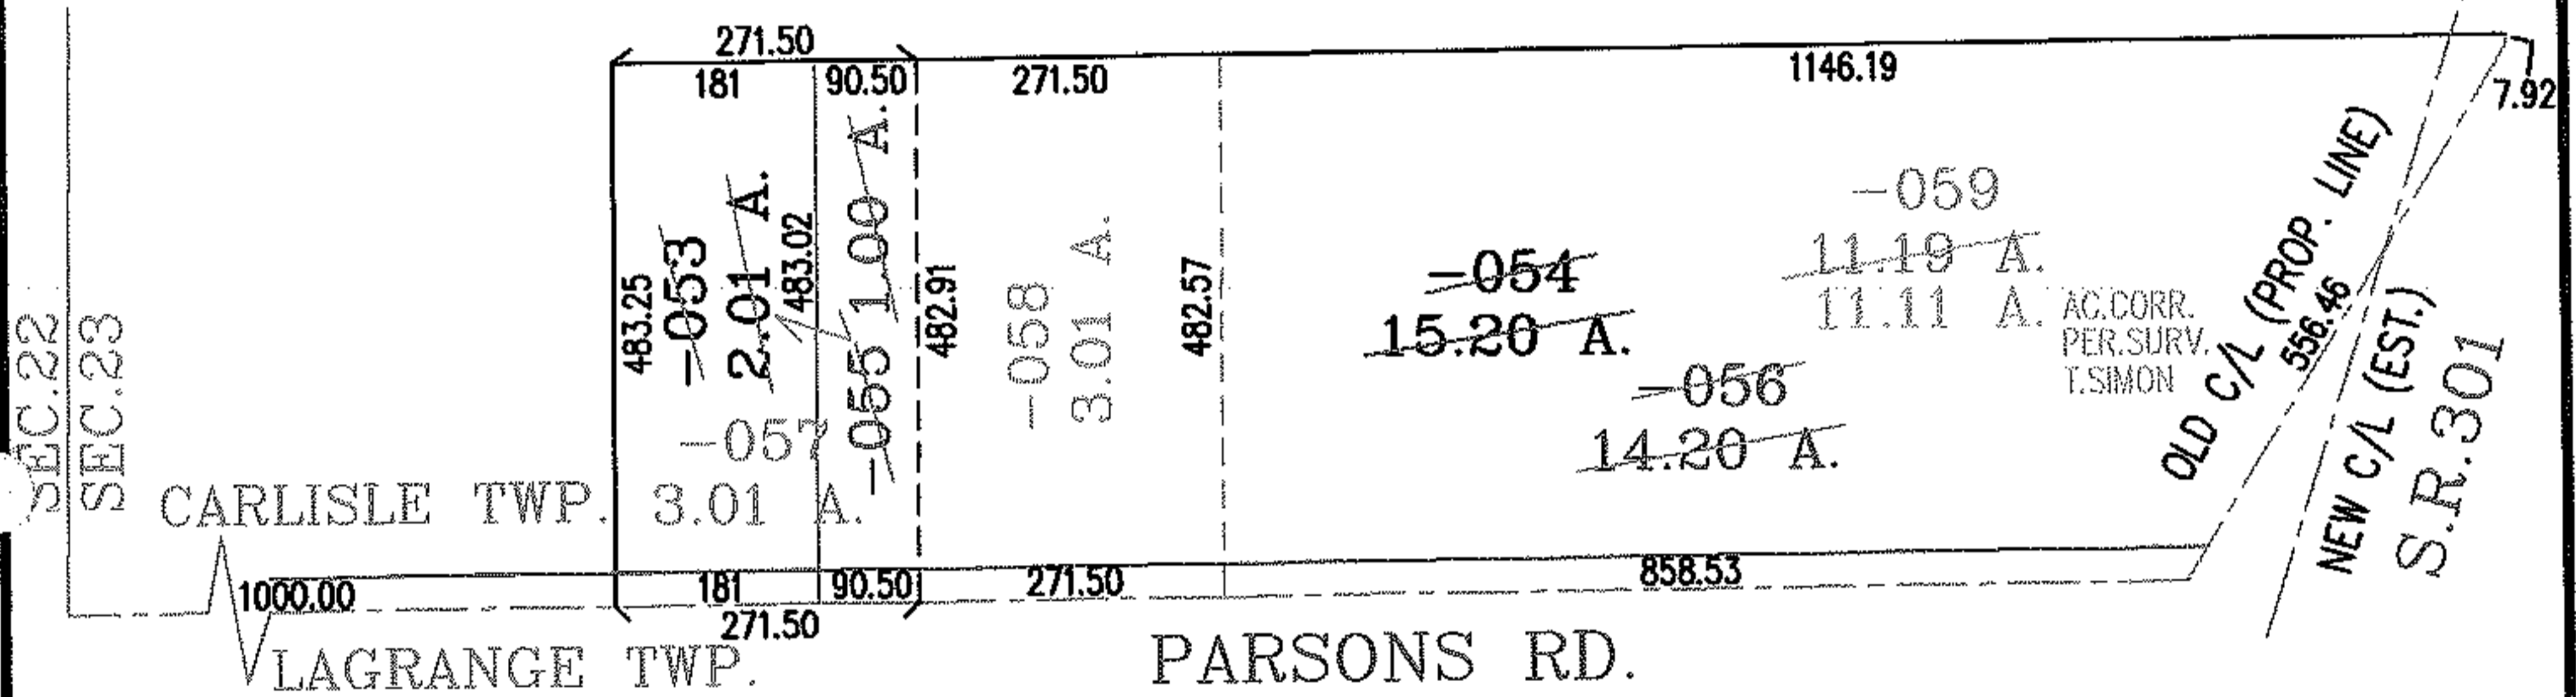 271.50
181
90.50
271.50
1146.19
7.92
SEC.22
SEC.23
483.25
-053
2.01 A.
483.02
-055 1.00 A.
482.91
-057
3.01 A.
-058
3.01 A.
482.57
-054
15.20 A.
-056
14.20 A.
-059
11.19 A.
11.11 A.
AC.CORR.
PER.SURV.
T.SIMON
OLD C/L (PROP. LINE)
556.46
NEW C/L (EST.)
S.R.301
CARLISLE TWP.
1000.00
181
90.50
271.50
858.53
271.50
LAGRANGE TWP.
PARSONS RD.